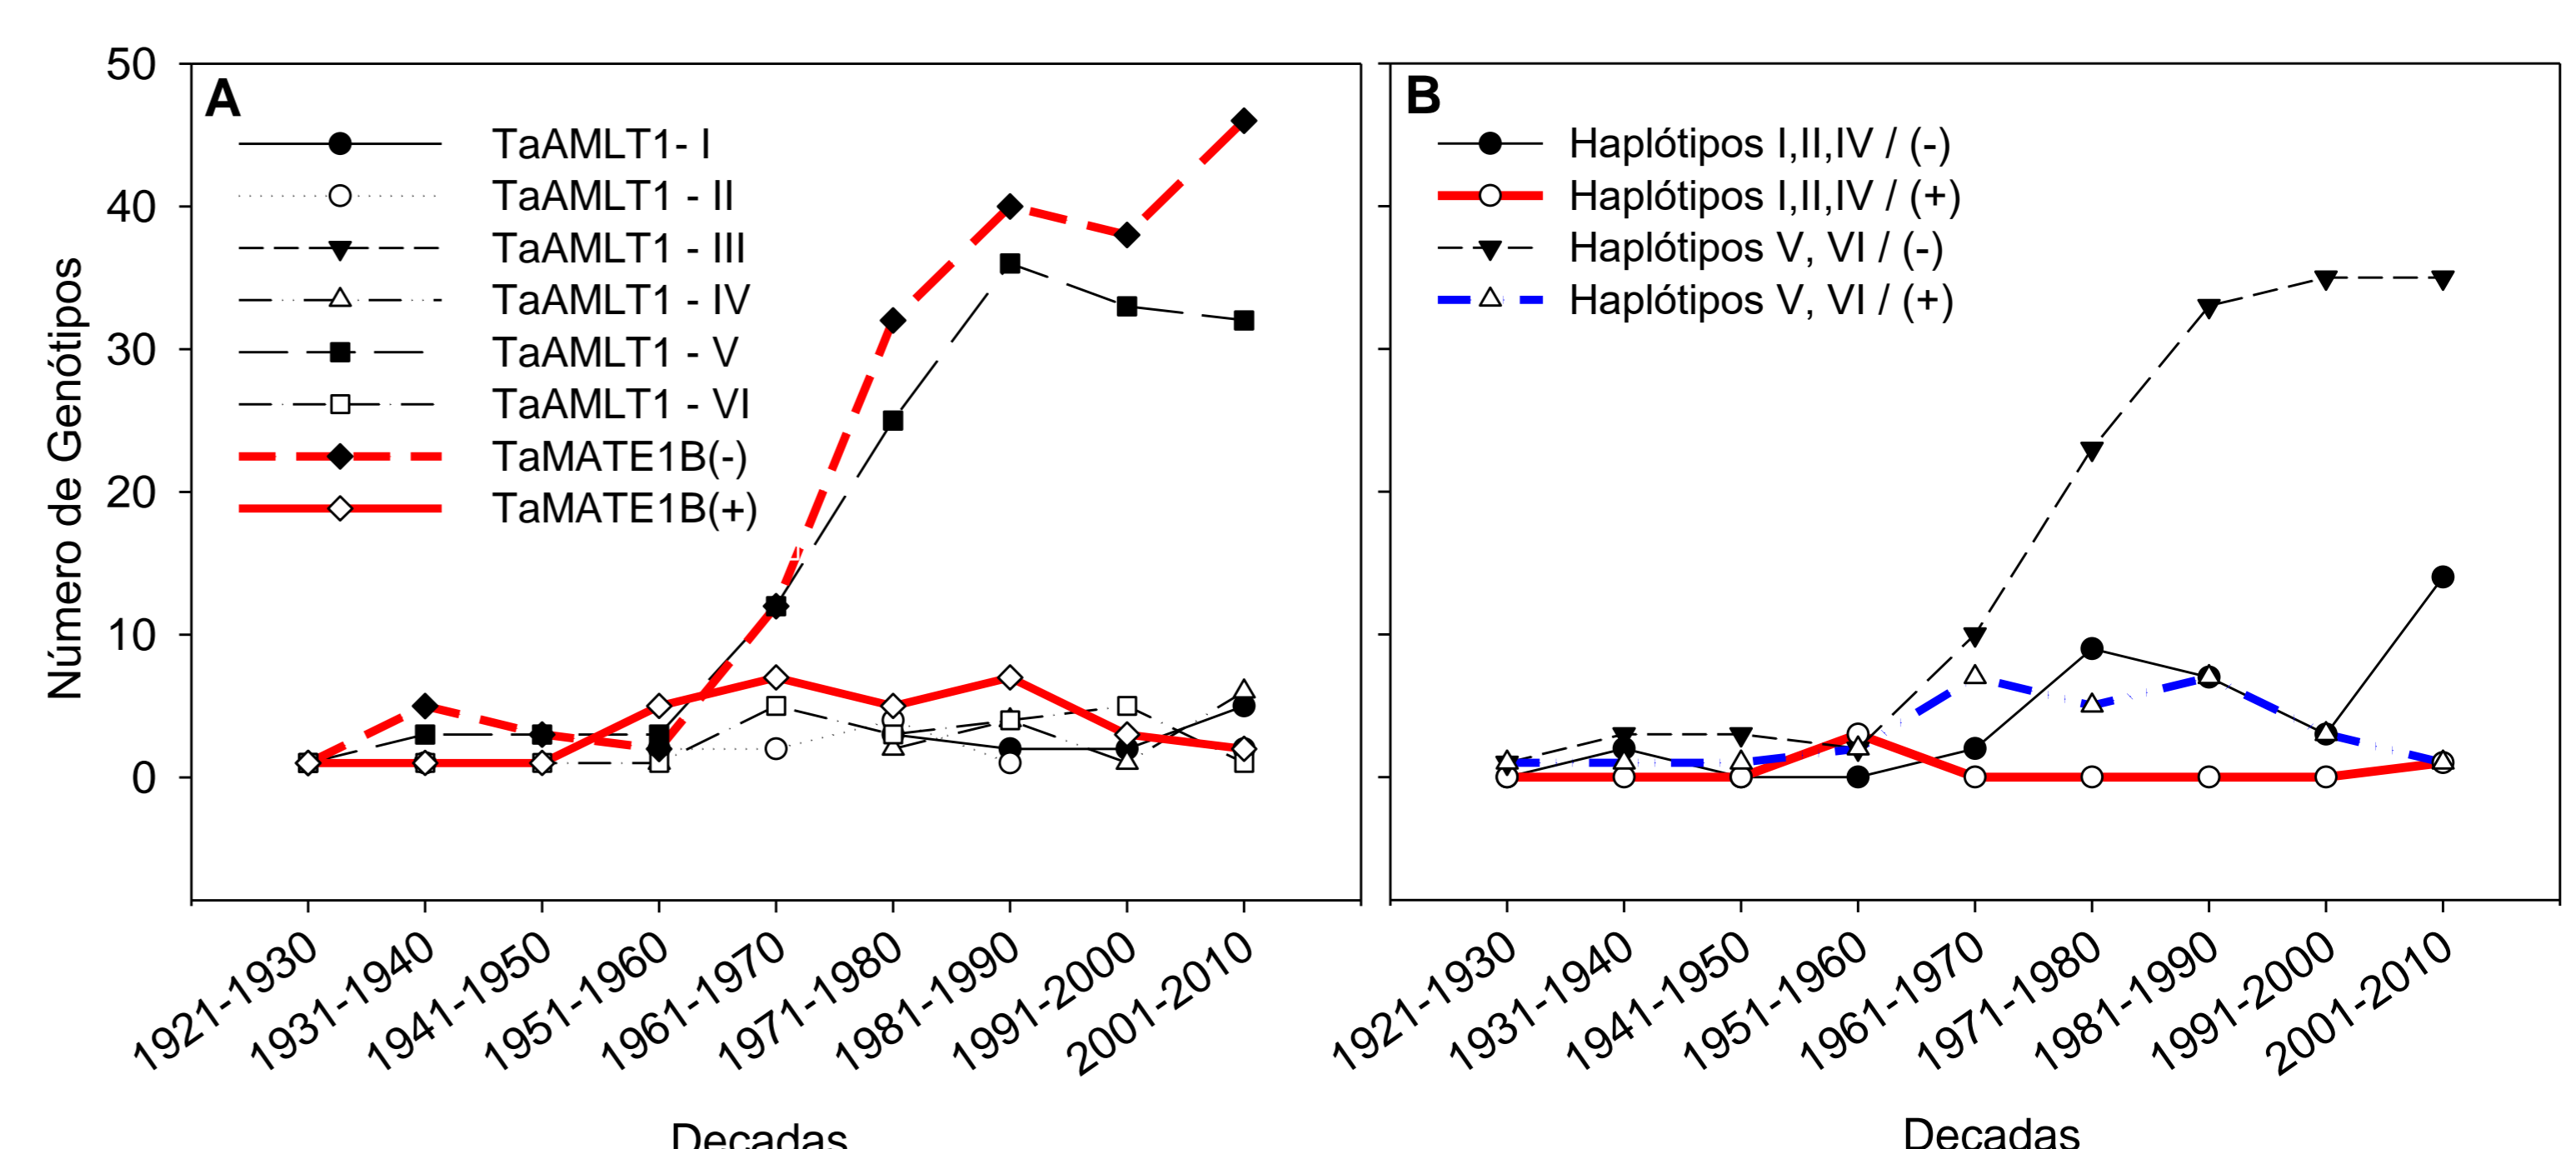 A
TaAMLT1- I
TaAMLT1 - II
TaAMLT1 - III
TaAMLT1 - IV
TaAMLT1 - V
TaAMLT1 - VI
TaMATE1B(-)
TaMATE1B(+)
Número de Genótipos
50
40
30
20
10
0
1921-1930
1931-1940
1941-1950
1951-1960
1961-1970
1971-1980
1981-1990
1991-2000
2001-2010
Decadas
B
Haplótipos I,II,IV / (-)
Haplótipos I,II,IV / (+)
Haplótipos V, VI / (-)
Haplótipos V, VI / (+)
1921-1930
1931-1940
1941-1950
1951-1960
1961-1970
1971-1980
1981-1990
1991-2000
2001-2010
Decadas